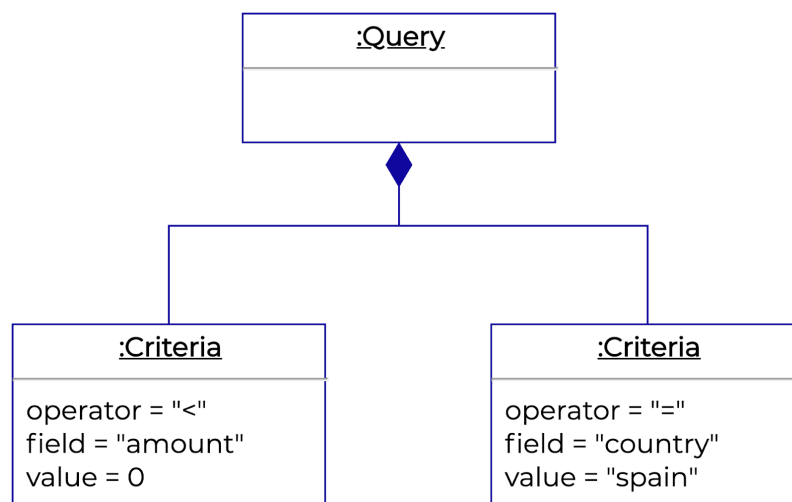 :Query
:Criteria
operator = "<"
field = "amount"
value = 0
:Criteria
operator = "="
field = "country"
value = "spain"